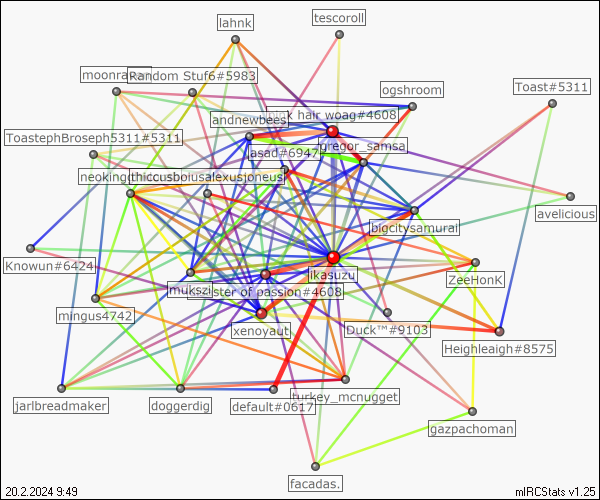 lahnk
tescoroll
moonra
Random Stuf6#5983
ogshroom
Toast#5311
andnewbees
hair woag#4608
ToastephBroseph5311#5311
asad#6947
gregor_samsa
neokingd
thiccusboiusalexusjoneus
avelicious
bigcitysamurai
Knowun#6424
mukszi
ster of passion#4608
ikasuzu
ZeeHonK
mingus4742
xenoyaut
Duck™#9103
Heighleaigh#8575
jarlbreadmaker
doggerdig
default#0617
turkey_mcnugget
gazpachoman
facadas.
20.2.2024 9:49
mIRCStats v1.25